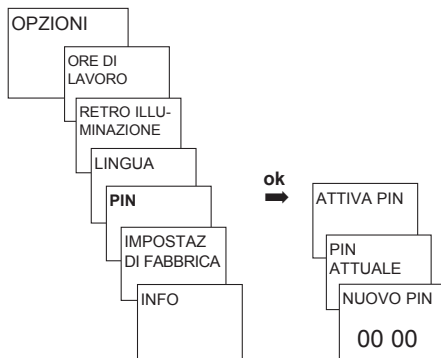 OPZIONI
ORE DI
LAVORO
RETRO ILLU-
MINAZIONE
LINGUA
PIN
IMPOSTAZ
DI FABBRICA
INFO
ok
ATTIVA PIN
PIN
ATTUALE
NUOVO PIN
00 00